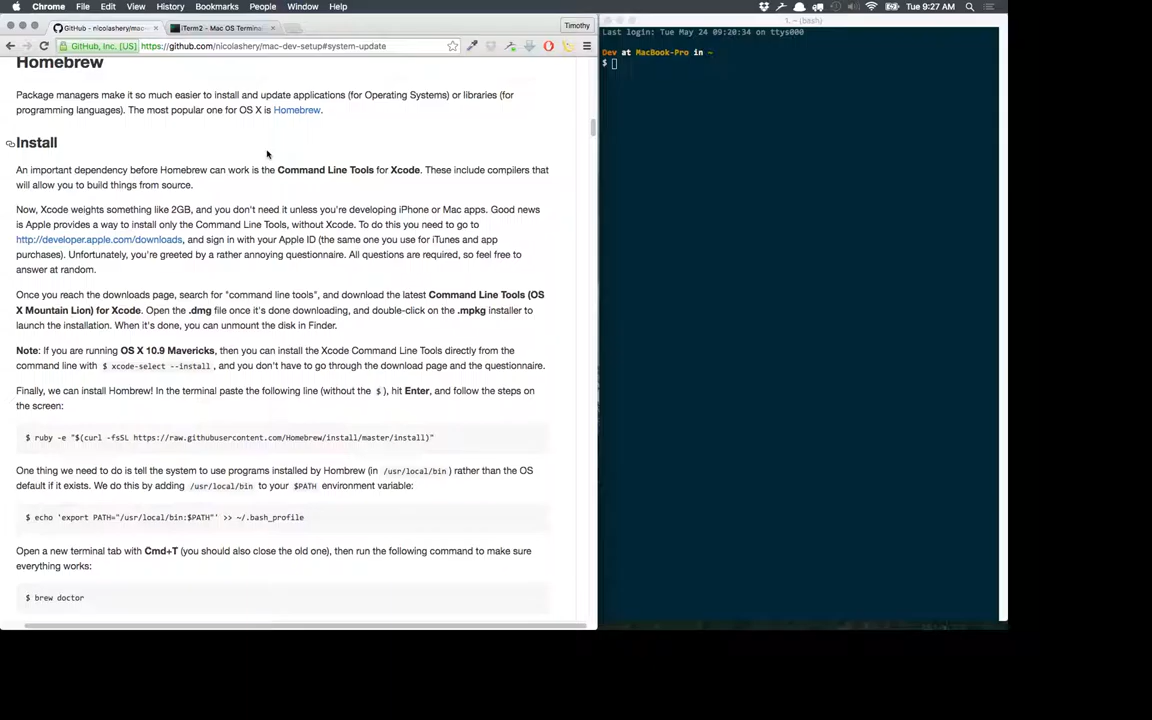 Chrome File Edit View History Bookmarks People Window Help Tue 9:27 AM
GitHub - nicolashery/mac- iTerm2 - Mac OS Termina Timothy
GitHub, Inc. [US] https://github.com/nicolashery/mac-dev-setup#system-update
1. ~ (bash)
Homebrew
Package managers make it so much easier to install and update applications (for Operating Systems) or libraries (for
programming languages). The most popular one for OS X is Homebrew.
Install
An important dependency before Homebrew can work is the Command Line Tools for Xcode. These include compilers that
will allow you to build things from source.
Now, Xcode weights something like 2GB, and you don't need it unless you're developing iPhone or Mac apps. Good news
is Apple provides a way to install only the Command Line Tools, without Xcode. To do this you need to go to
http://developer.apple.com/downloads, and sign in with your Apple ID (the same one you use for iTunes and app
purchases). Unfortunately, you're greeted by a rather annoying questionnaire. All questions are required, so feel free to
answer at random.
Once you reach the downloads page, search for "command line tools", and download the latest Command Line Tools (OS
X Mountain Lion) for Xcode. Open the .dmg file once it's done downloading, and double-click on the .mpkg installer to
launch the installation. When it's done, you can unmount the disk in Finder.
Note: If you are running OS X 10.9 Mavericks, then you can install the Xcode Command Line Tools directly from the
command line with $ xcode-select --install, and you don't have to go through the download page and the questionnaire.
Finally, we can install Hombrew! In the terminal paste the following line (without the $), hit Enter, and follow the steps on
the screen:
$ ruby -e "$(curl -fsSL https://raw.githubusercontent.com/Homebrew/install/master/install)"
One thing we need to do is tell the system to use programs installed by Hombrew (in /usr/local/bin) rather than the OS
default if it exists. We do this by adding /usr/local/bin to your $PATH environment variable:
$ echo 'export PATH="/usr/local/bin:$PATH"' >> ~/.bash_profile
Open a new terminal tab with Cmd+T (you should also close the old one), then run the following command to make sure
everything works:
$ brew doctor
Last login: Tue May 24 09:20:34 on ttys000
Dev at MacBook-Pro in ~
$